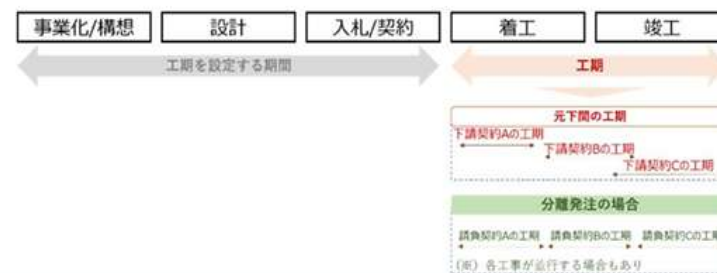 事業化/構想 設計 入札/契約 着工 竣工
工期を設定する期間 工期
元下間の工期
下請契約Aの工期
下請契約Bの工期
下請契約Cの工期
分離発注の場合
請負契約Aの工期 請負契約Bの工期 請負契約Cの工期
(※) 各工事が並行する場合もあり